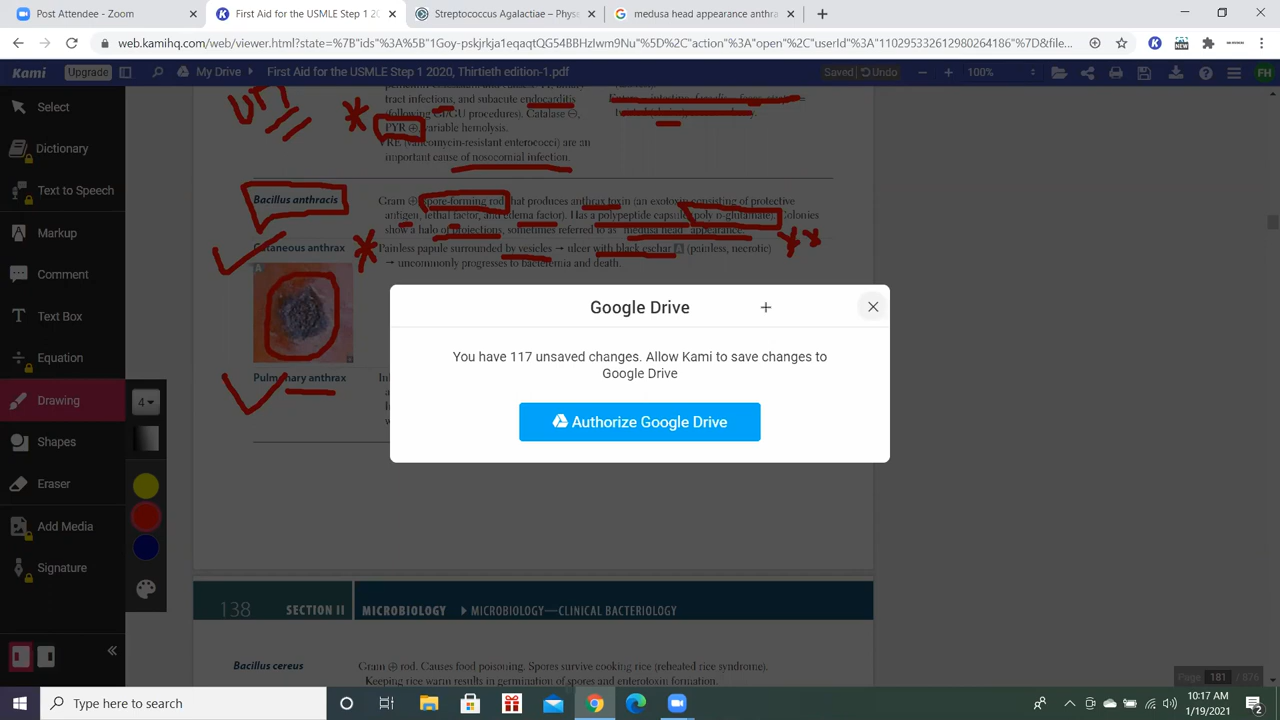 Post Attendee - Zoom
First Aid for the USMLE Step 1 2
Streptococcus Agalactiae – Phys
medusa head appearance anthra
web.kamihq.com/web/viewer.html?state=%7B"ids"%3A%5B"1Goy-pskjrkja1eqaqtQG54BBHzIwm9Nu"%5D%2C"action"%3A"open"%2C"userId"%3A"110295332612980264186"%7D&file...
NEW
Kami
Upgrade
My Drive
First Aid for the USMLE Step 1 2020, Thirtieth edition-1.pdf
Saved
Undo
100%
FH
Select
Dictionary
Text to Speech
Markup
Comment
Text Box
Equation
Drawing
Shapes
Eraser
Add Media
Signature
4
UTI
tract infections, and subacute endocarditis
(following GI/GU procedures). Catalase ⊖,
PYR ⊕, variable hemolysis.
VRE (vancomycin-resistant enterococci) are an
important cause of nosocomial infection.
Bacillus anthracis
Gram ⊕ spore-forming rod that produces anthrax toxin (an exotoxin consisting of protective
antigen, lethal factor, and edema factor). Has a polypeptide capsule (poly d-glutamate). Colonies
show a halo of projections, sometimes referred to as "medusa head" appearance.
Cutaneous anthrax
Painless papule surrounded by vesicles → ulcer with black eschar A (painless, necrotic)
→ uncommonly progresses to bacteremia and death.
A
Pulmonary anthrax
Google Drive
You have 117 unsaved changes. Allow Kami to save changes to
Google Drive
Authorize Google Drive
138
SECTION II
MICROBIOLOGY
MICROBIOLOGY—CLINICAL BACTERIOLOGY
Bacillus cereus
Gram ⊕ rod. Causes food poisoning. Spores survive cooking rice (reheated rice syndrome).
Keeping rice warm results in germination of spores and enterotoxin formation.
Page 181 / 876
Type here to search
10:17 AM
1/19/2021
2